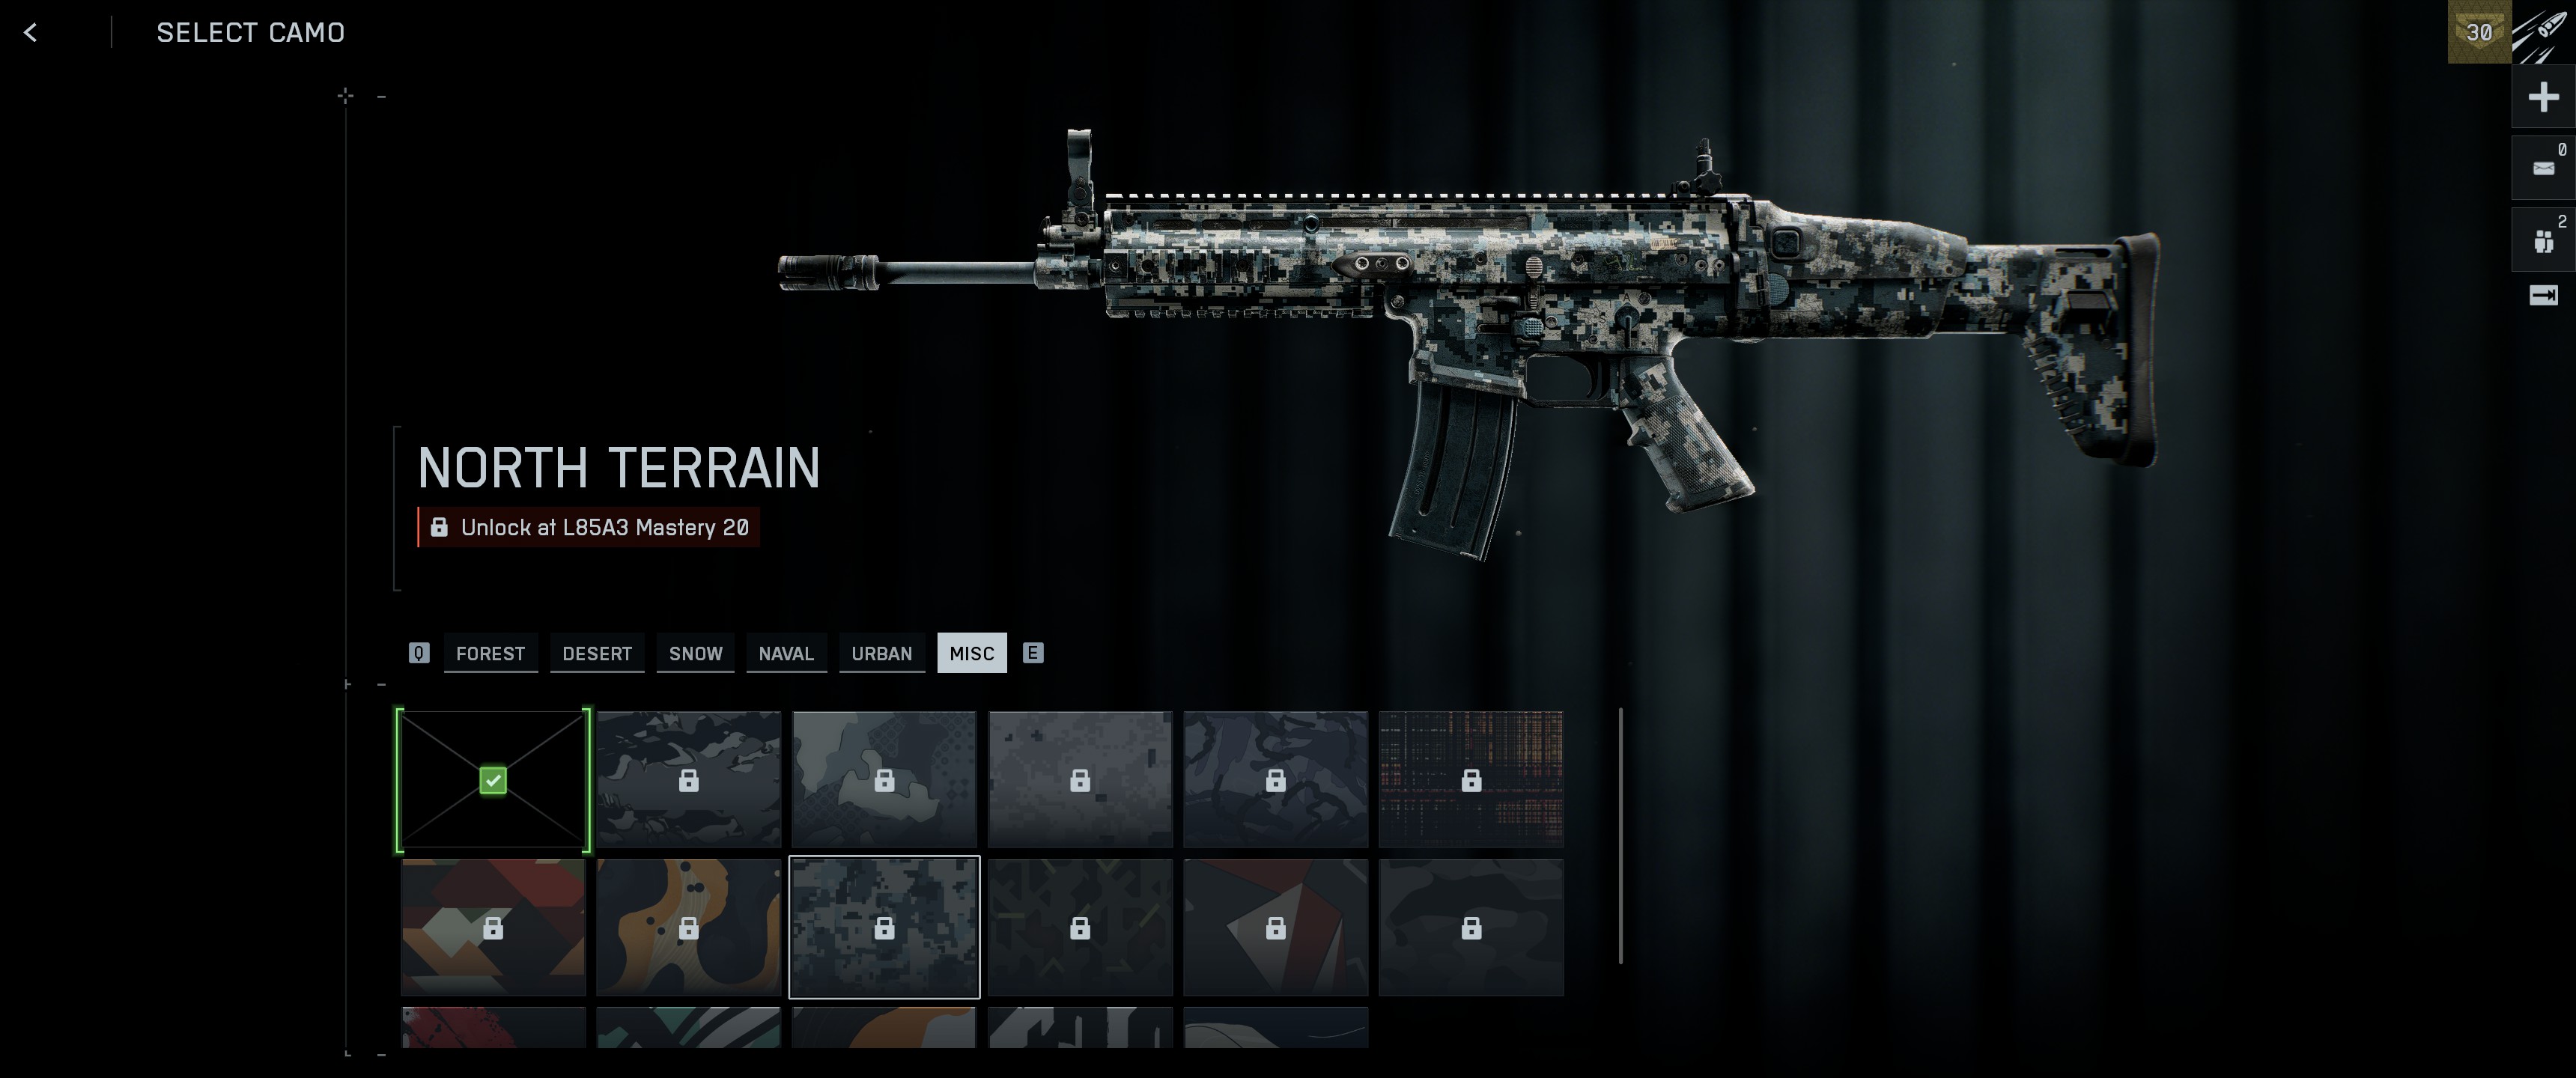 SELECT CAMO
30
0
2
NORTH TERRAIN
Unlock at L85A3 Mastery 20
Q FOREST DESERT SNOW NAVAL URBAN MISC E